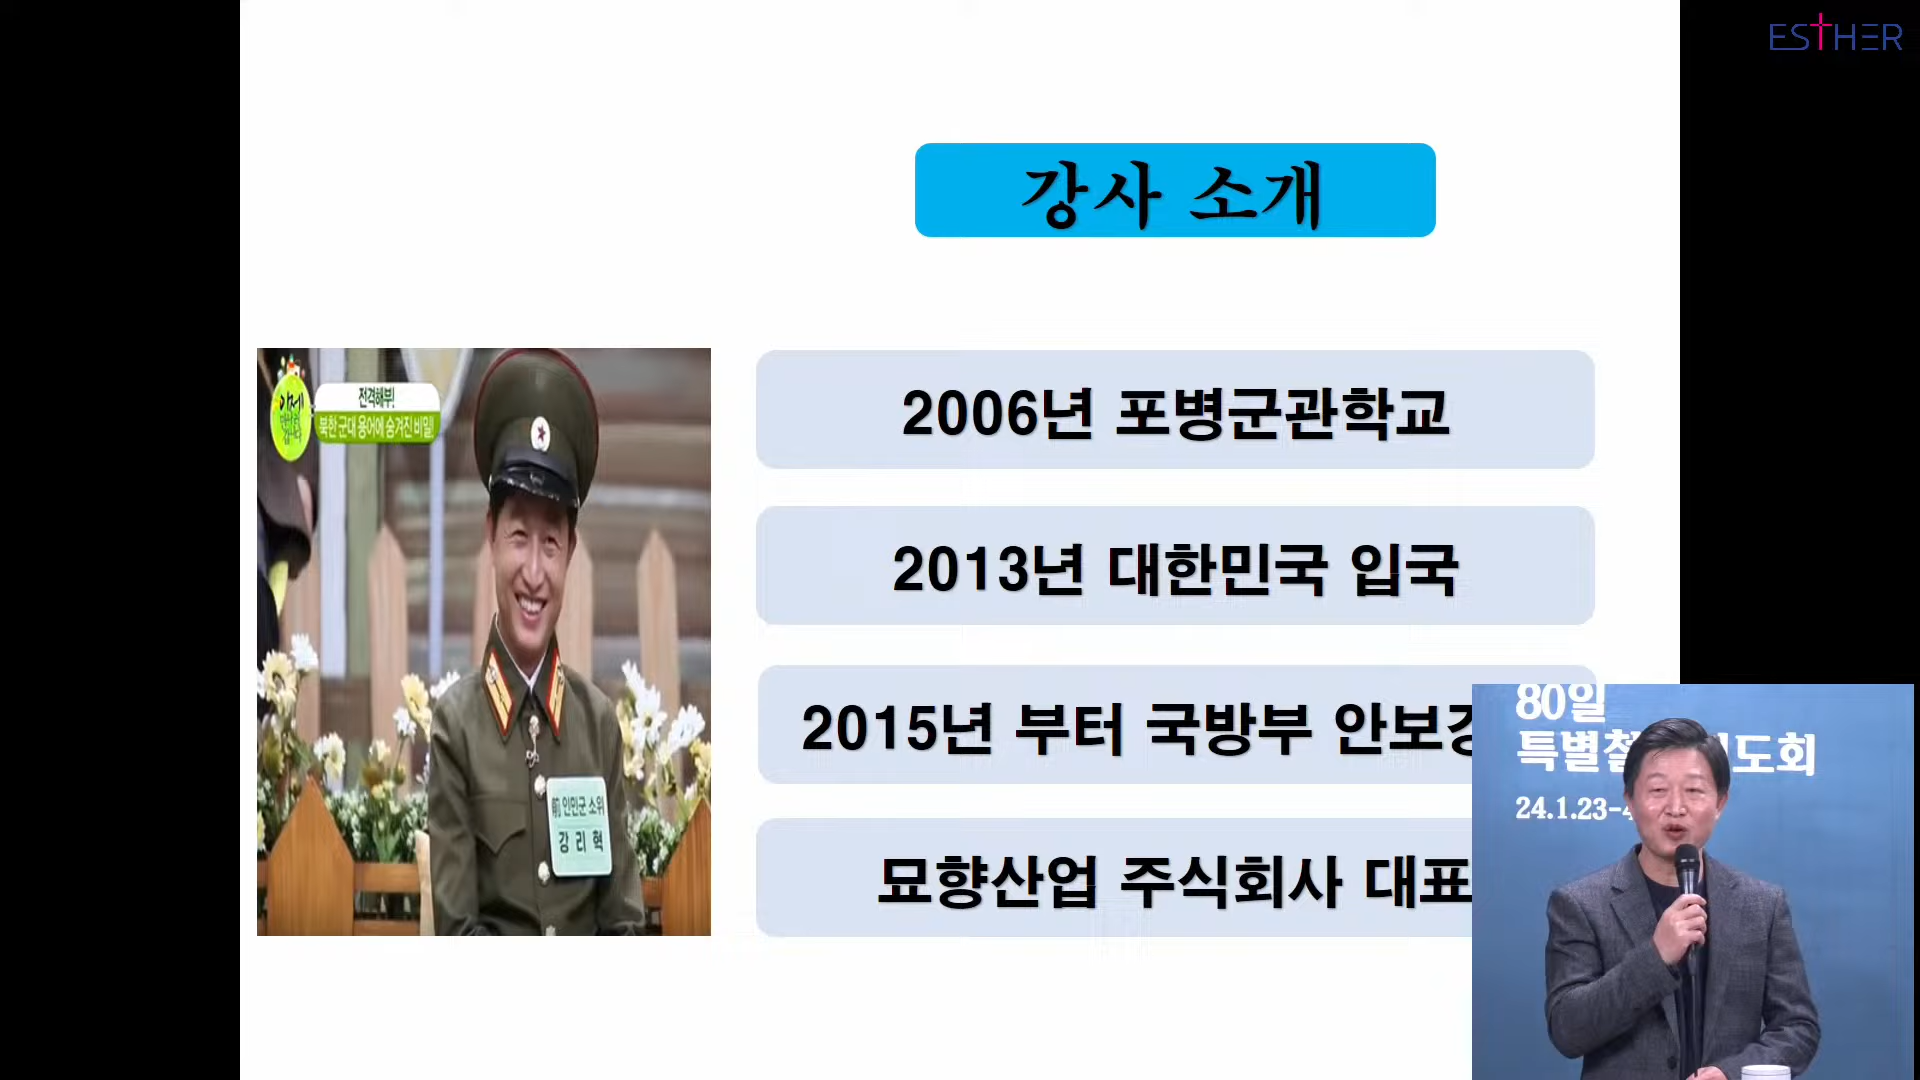 ESTHER
강사 소개
전격해부!
북한 군대 용어에 숨겨진 비밀!
前 인민군 소위
강 리 혁
2006년 포병군관학교
2013년 대한민국 입국
2015년 부터 국방부 안보강
묘향산업 주식회사 대표
80일
특별철 기도회
24.1.23-4